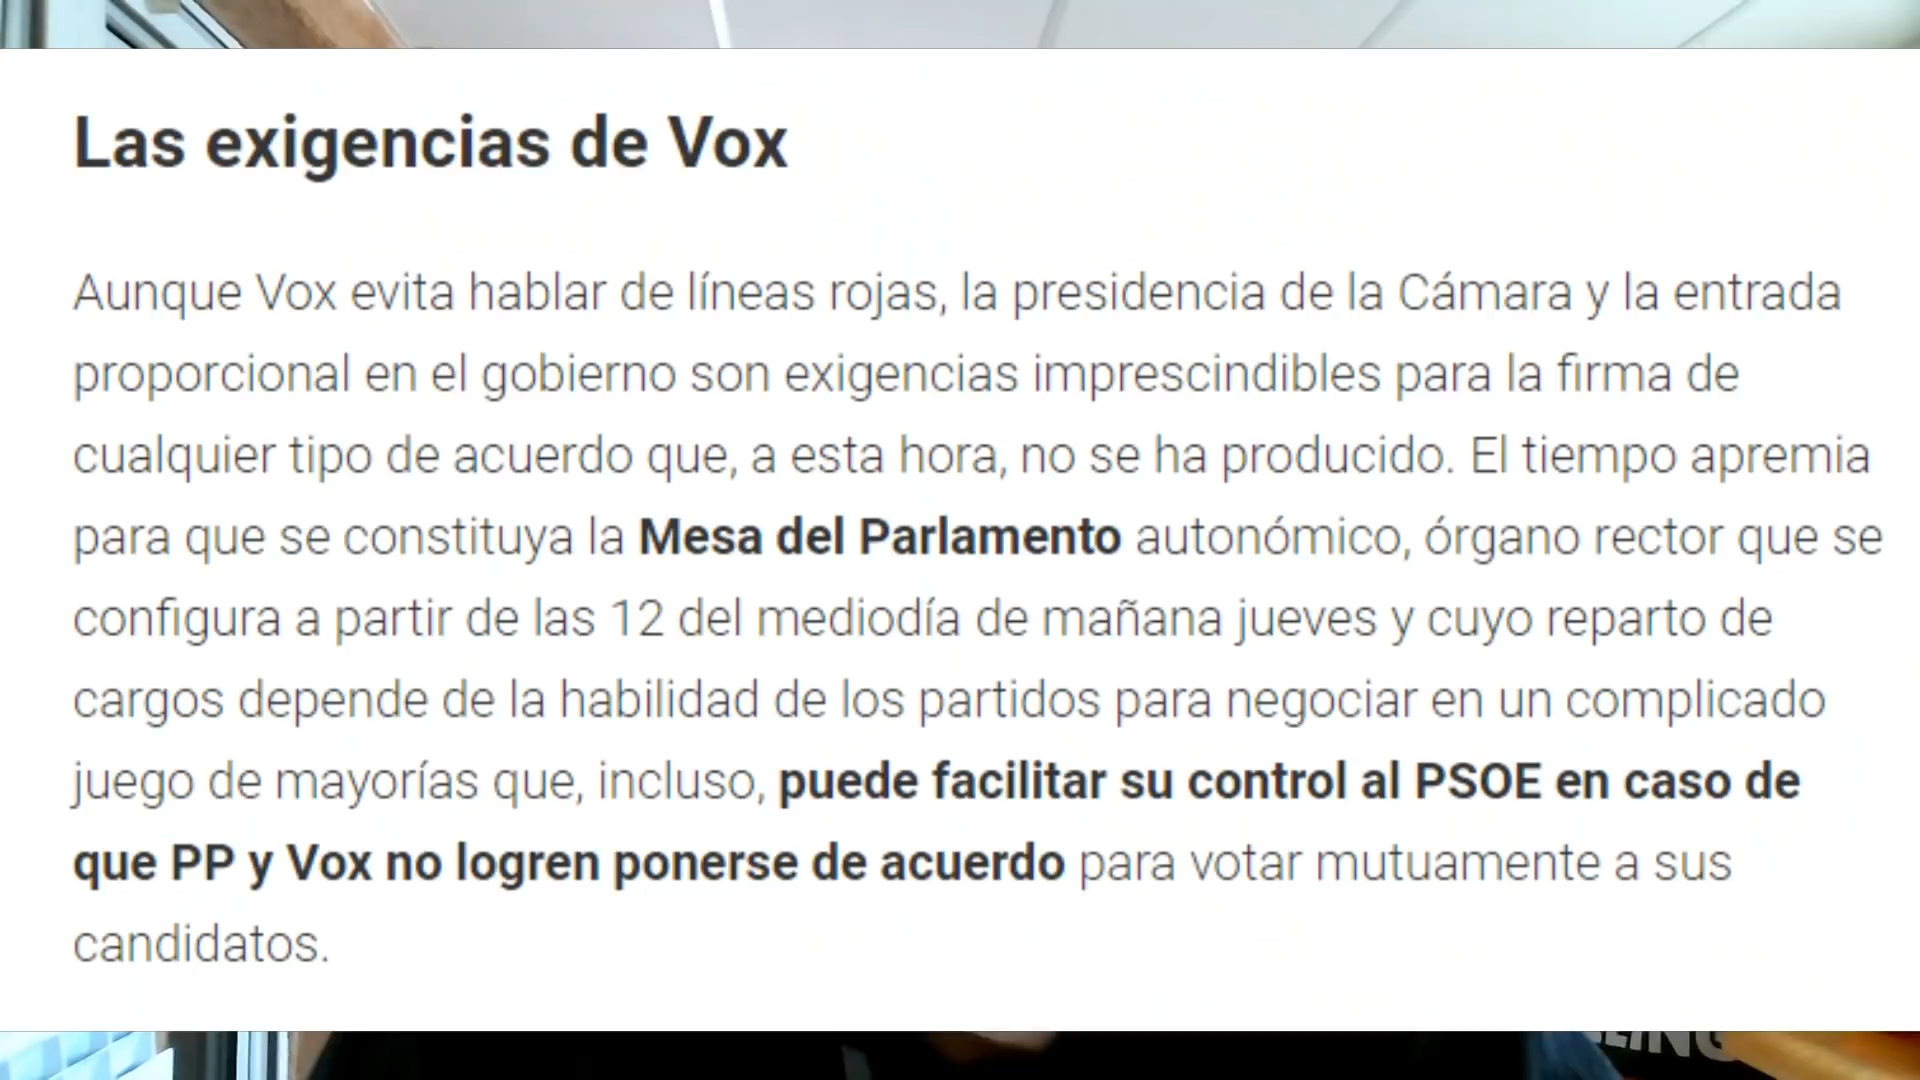 Las exigencias de Vox
Aunque Vox evita hablar de líneas rojas, la presidencia de la Cámara y la entrada
proporcional en el gobierno son exigencias imprescindibles para la firma de
cualquier tipo de acuerdo que, a esta hora, no se ha producido. El tiempo apremia
para que se constituya la Mesa del Parlamento autonómico, órgano rector que se
configura a partir de las 12 del mediodía de mañana jueves y cuyo reparto de
cargos depende de la habilidad de los partidos para negociar en un complicado
juego de mayorías que, incluso, puede facilitar su control al PSOE en caso de
que PP y Vox no logren ponerse de acuerdo para votar mutuamente a sus
candidatos.